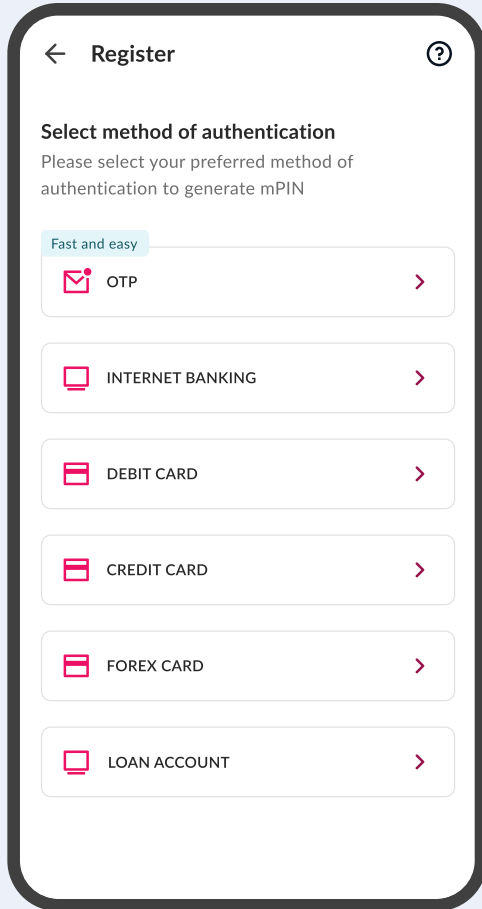 Register
Select method of authentication
Please select your preferred method of
authentication to generate mPIN
Fast and easy
OTP
INTERNET BANKING
DEBIT CARD
CREDIT CARD
FOREX CARD
LOAN ACCOUNT